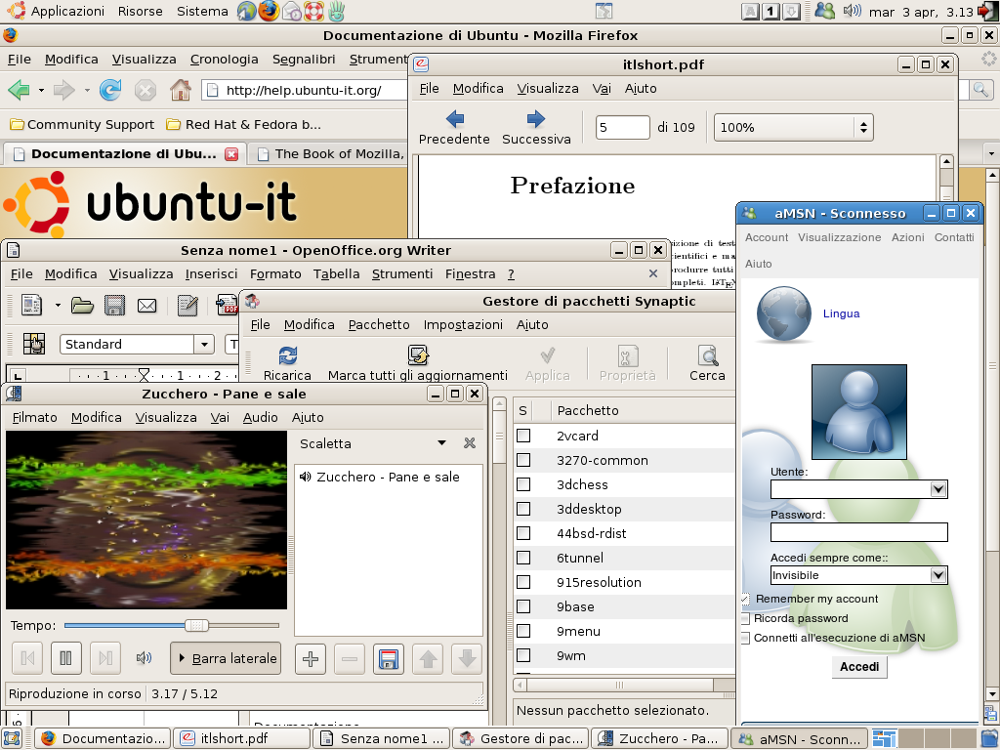 Applicazioni Risorse Sistema
1
mar 3 apr, 3.13
Documentazione di Ubuntu - Mozilla Firefox
File Modifica Visualizza Cronologia Segnalibri
http://help.ubuntu-it.org/
Community Support Red Hat & Fedora b...
Documentazione di Ubu... The Book of Mozilla,
ubuntu-it
itlshort.pdf
File Modifica Visualizza Vai Aiuto
Precedente Successiva 5 di 109 100%
Prefazione
Senza nome1 - OpenOffice.org Writer
File Modifica Visualizza Inserisci Formato Tabella Strumenti Finestra ?
Standard
1 1 2
Gestore di pacchetti Synaptic
File Modifica Pacchetto Impostazioni Aiuto
Ricarica Marca tutti gli aggiornamenti Applica Proprietà Cerca
S Pacchetto
2vcard
3270-common
3dchess
3ddesktop
44bsd-rdist
6tunnel
915resolution
9base
9menu
9wm
Nessun pacchetto selezionato.
Zucchero - Pane e sale
Filmato Modifica Visualizza Vai Audio Aiuto
Scaletta
Zucchero - Pane e sale
Tempo:
Barra laterale
Riproduzione in corso 3.17 / 5.12
aMSN - Sconnesso
Account Visualizzazione Azioni Contatti
Aiuto
Lingua
Utente:
Password:
Accedi sempre come::
Invisibile
Remember my account
Ricorda password
Connetti all'esecuzione di aMSN
Accedi
Documentazio... itlshort.pdf Senza nome1 ... Gestore di pac... Zucchero - Pa... aMSN - Sconn...